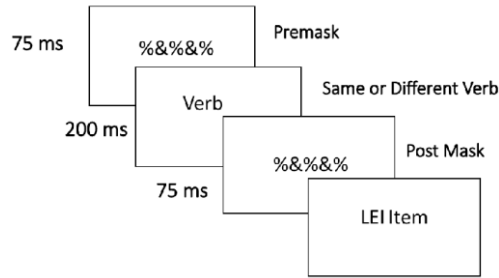 75 ms
%&%&%
Premask
200 ms
Verb
Same or Different Verb
75 ms
%&%&%
Post Mask
LEI Item